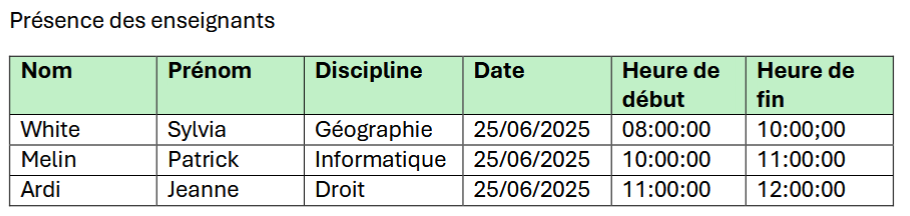 Présence des enseignants
Nom Prénom Discipline Date Heure de début Heure de fin
White Sylvia Géographie 25/06/2025 08:00:00 10:00;00
Melin Patrick Informatique 25/06/2025 10:00:00 11:00:00
Ardi Jeanne Droit 25/06/2025 11:00:00 12:00:00